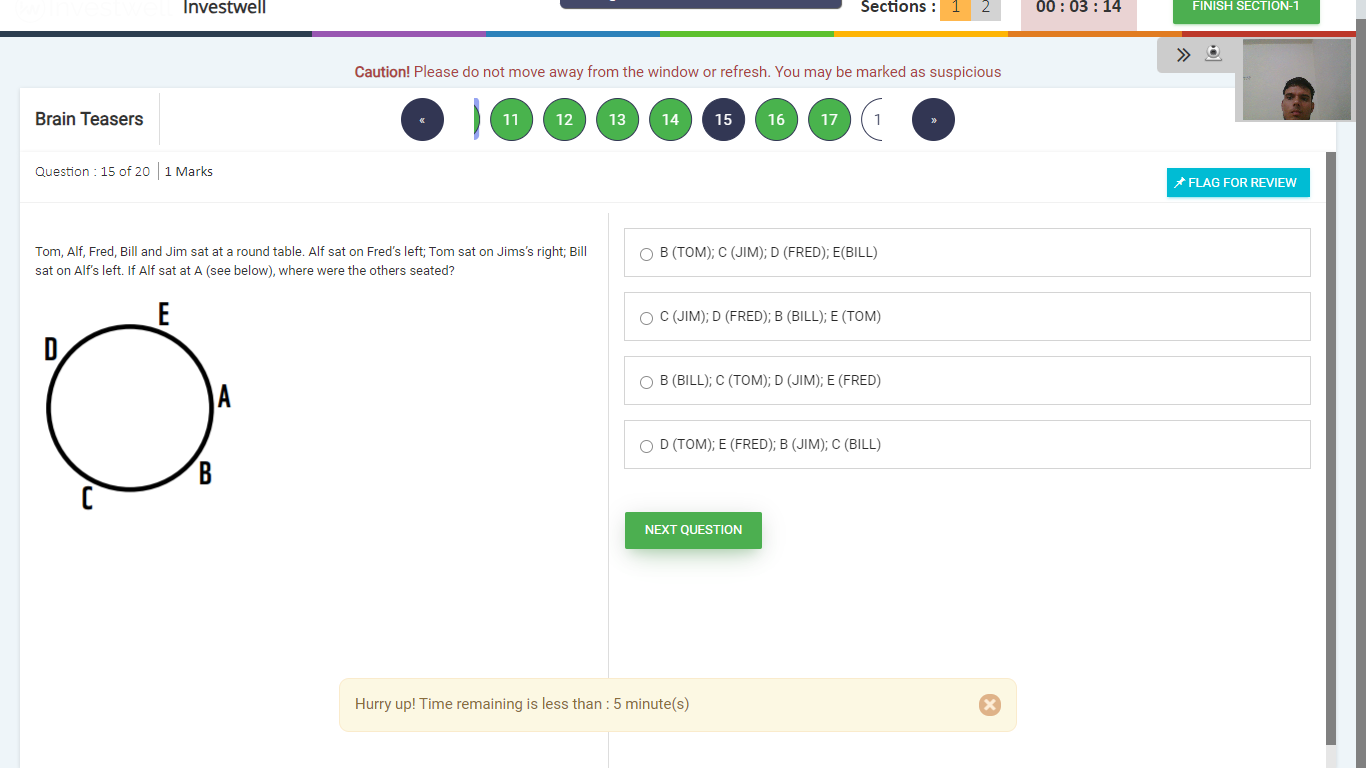 Investwell
Sections : 1 2
00 : 03 : 14
FINISH SECTION-1
Caution! Please do not move away from the window or refresh. You may be marked as suspicious
Brain Teasers
« 11 12 13 14 15 16 17 1 »
Question : 15 of 20 | 1 Marks
FLAG FOR REVIEW
Tom, Alf, Fred, Bill and Jim sat at a round table. Alf sat on Fred's left; Tom sat on Jims's right; Bill
sat on Alf's left. If Alf sat at A (see below), where were the others seated?
E
D
A
B
C
B (TOM); C (JIM); D (FRED); E(BILL)
C (JIM); D (FRED); B (BILL); E (TOM)
B (BILL); C (TOM); D (JIM); E (FRED)
D (TOM); E (FRED); B (JIM); C (BILL)
NEXT QUESTION
Hurry up! Time remaining is less than : 5 minute(s)